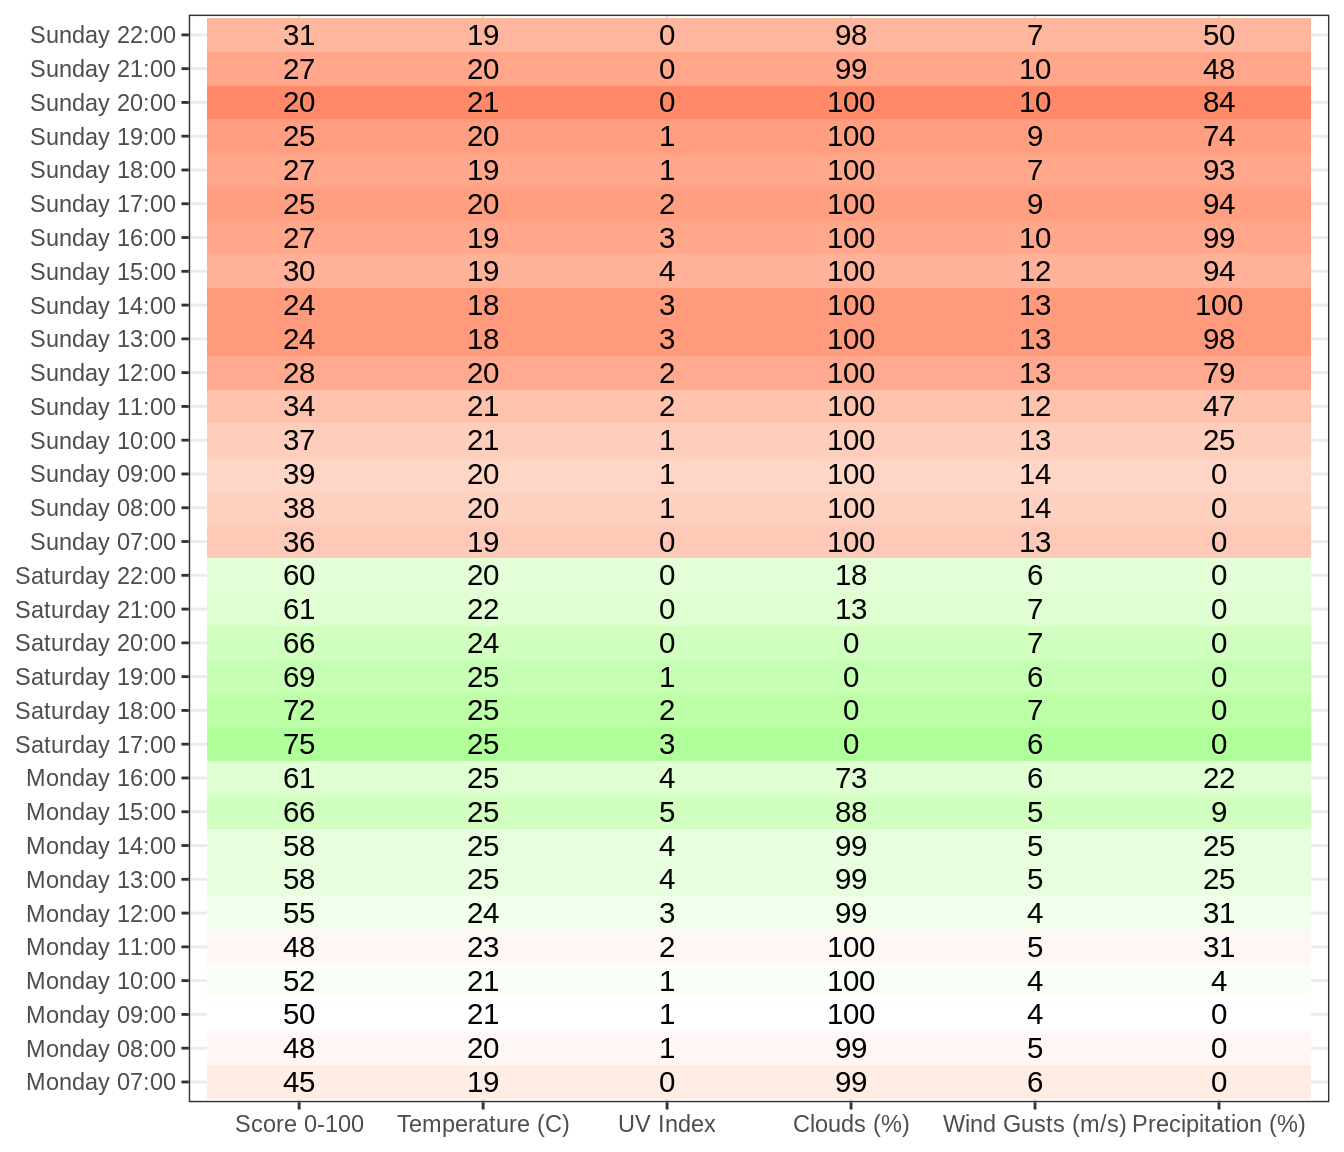 Sunday 22:00 31 19 0 98 7 50
Sunday 21:00 27 20 0 99 10 48
Sunday 20:00 20 21 0 100 10 84
Sunday 19:00 25 20 1 100 9 74
Sunday 18:00 27 19 1 100 7 93
Sunday 17:00 25 20 2 100 9 94
Sunday 16:00 27 19 3 100 10 99
Sunday 15:00 30 19 4 100 12 94
Sunday 14:00 24 18 3 100 13 100
Sunday 13:00 24 18 3 100 13 98
Sunday 12:00 28 20 2 100 13 79
Sunday 11:00 34 21 2 100 12 47
Sunday 10:00 37 21 1 100 13 25
Sunday 09:00 39 20 1 100 14 0
Sunday 08:00 38 20 1 100 14 0
Sunday 07:00 36 19 0 100 13 0
Saturday 22:00 60 20 0 18 6 0
Saturday 21:00 61 22 0 13 7 0
Saturday 20:00 66 24 0 0 7 0
Saturday 19:00 69 25 1 0 6 0
Saturday 18:00 72 25 2 0 7 0
Saturday 17:00 75 25 3 0 6 0
Monday 16:00 61 25 4 73 6 22
Monday 15:00 66 25 5 88 5 9
Monday 14:00 58 25 4 99 5 25
Monday 13:00 58 25 4 99 5 25
Monday 12:00 55 24 3 99 4 31
Monday 11:00 48 23 2 100 5 31
Monday 10:00 52 21 1 100 4 4
Monday 09:00 50 21 1 100 4 0
Monday 08:00 48 20 1 99 5 0
Monday 07:00 45 19 0 99 6 0
Score 0-100 Temperature (C) UV Index Clouds (%) Wind Gusts (m/s) Precipitation (%)